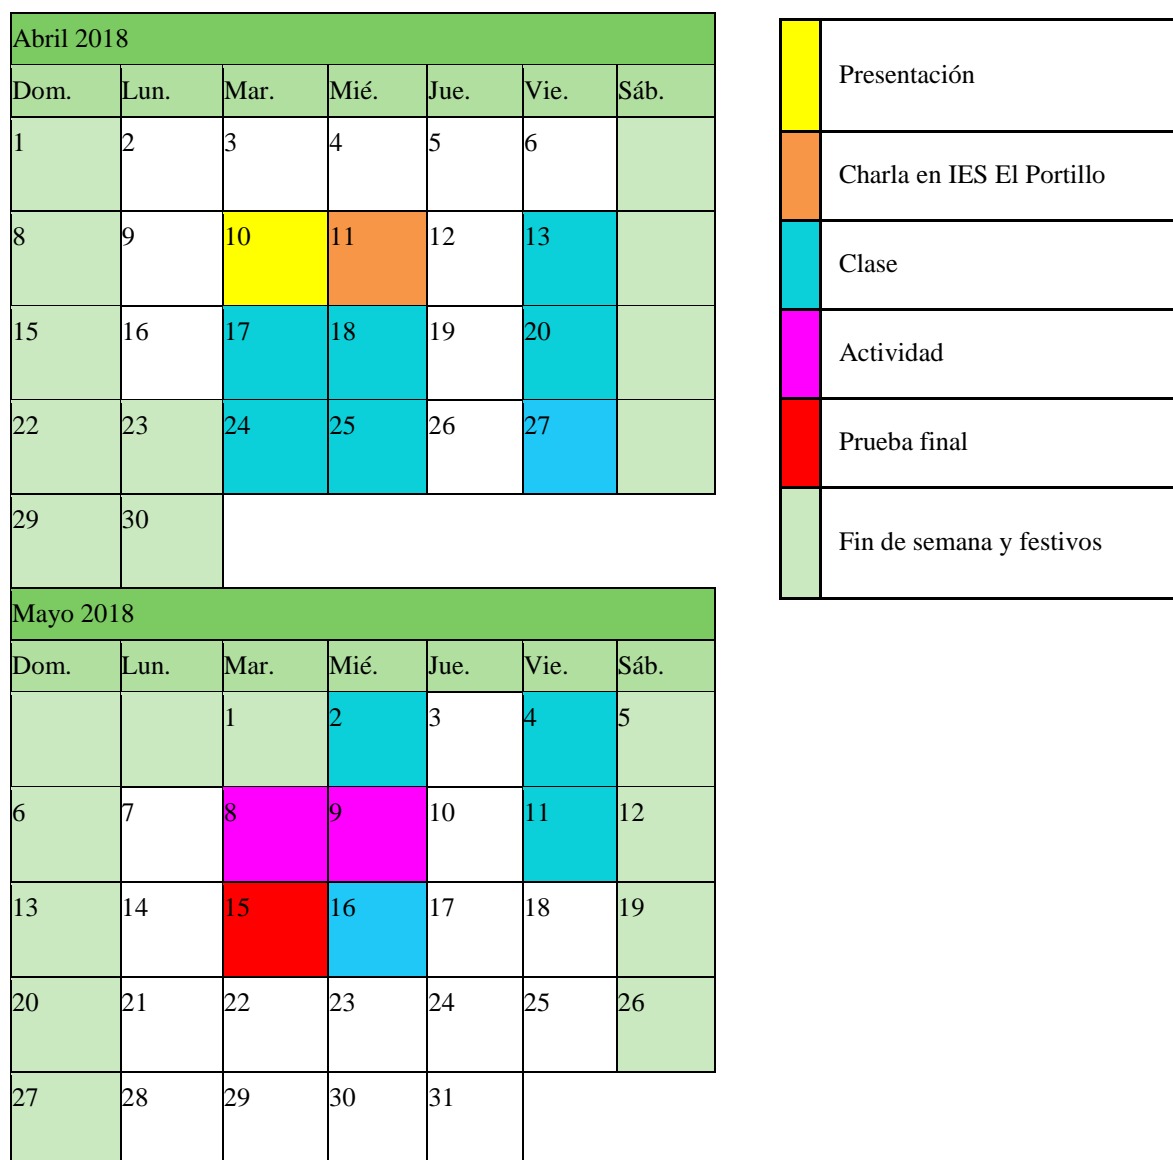 Abril 2018
Dom. Lun. Mar. Mié. Jue. Vie. Sáb.
1 2 3 4 5 6
8 9 10 11 12 13
15 16 17 18 19 20
22 23 24 25 26 27
29 30
Mayo 2018
Dom. Lun. Mar. Mié. Jue. Vie. Sáb.
1 2 3 4 5
6 7 8 9 10 11 12
13 14 15 16 17 18 19
20 21 22 23 24 25 26
27 28 29 30 31
Presentación
Charla en IES El Portillo
Clase
Actividad
Prueba final
Fin de semana y festivos